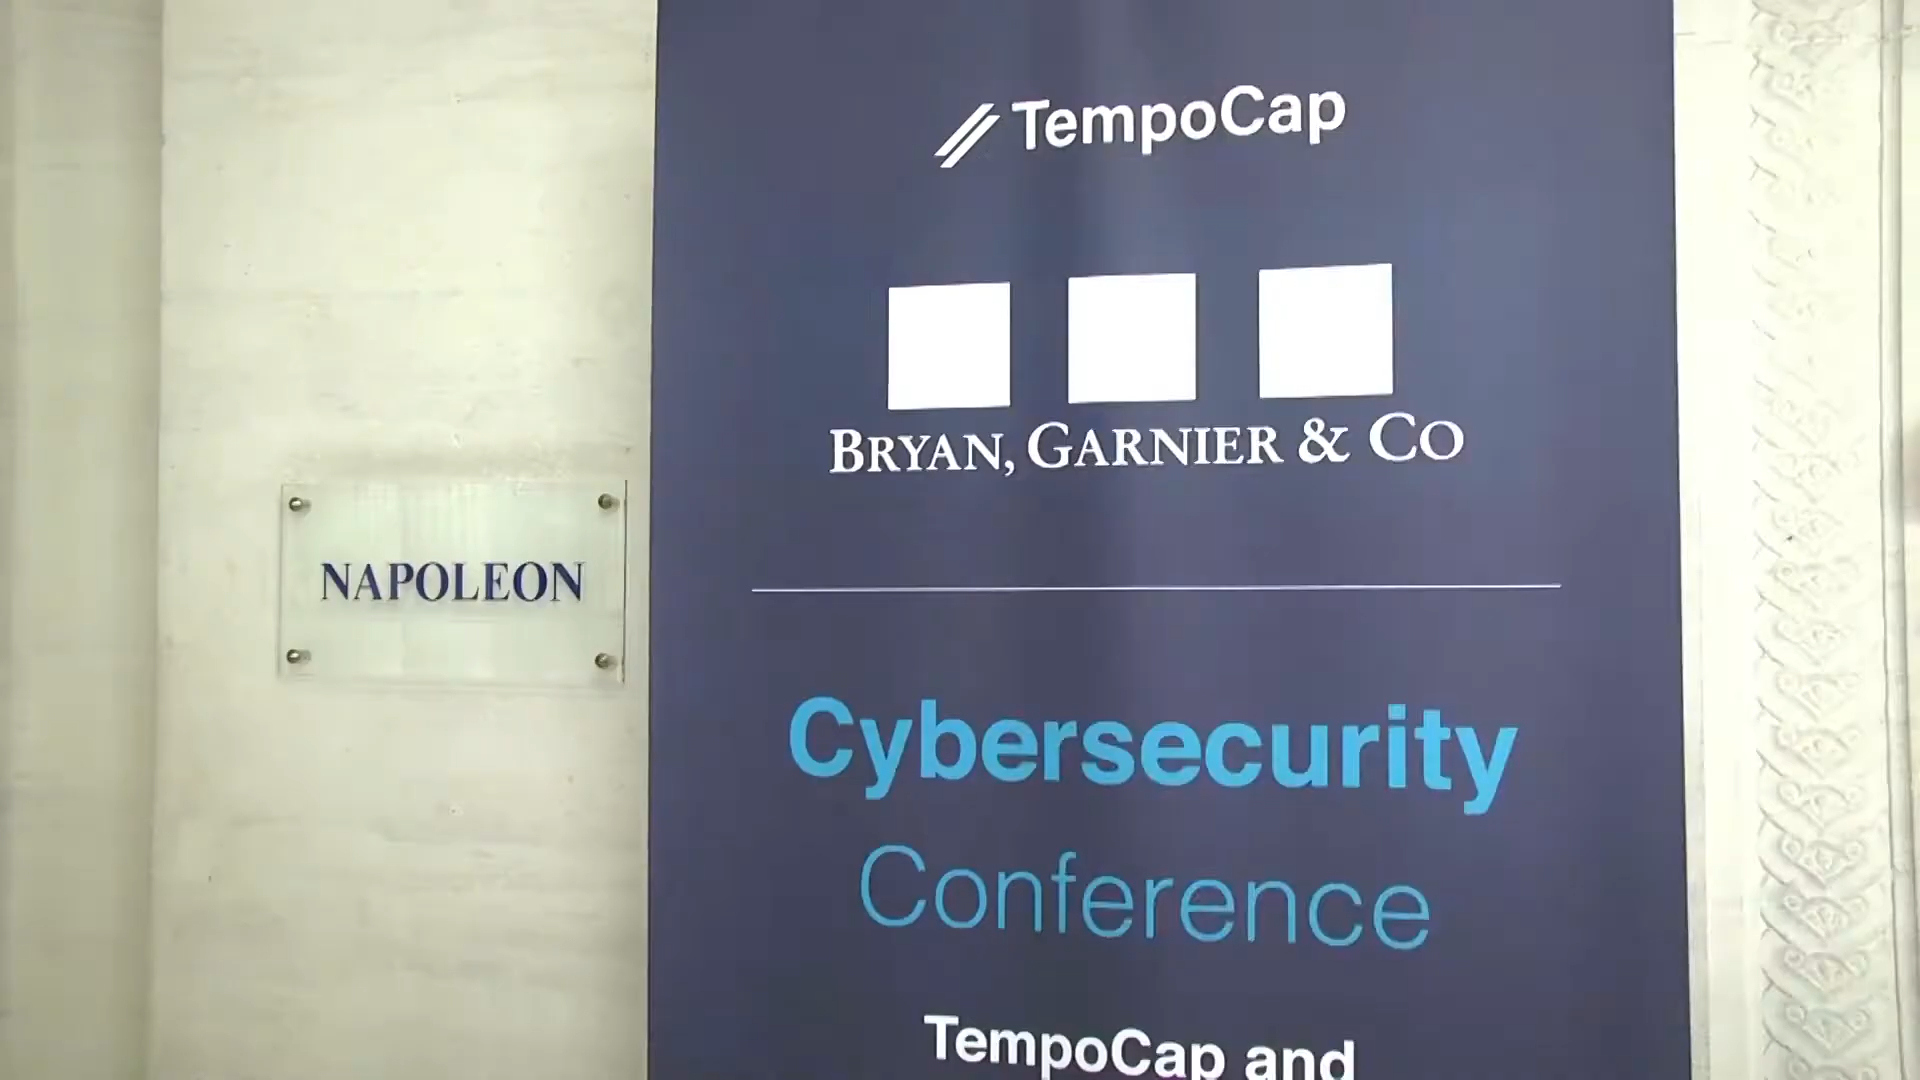 TempoCap
BRYAN, GARNIER & CO
NAPOLEON
Cybersecurity
Conference
TempoCap and